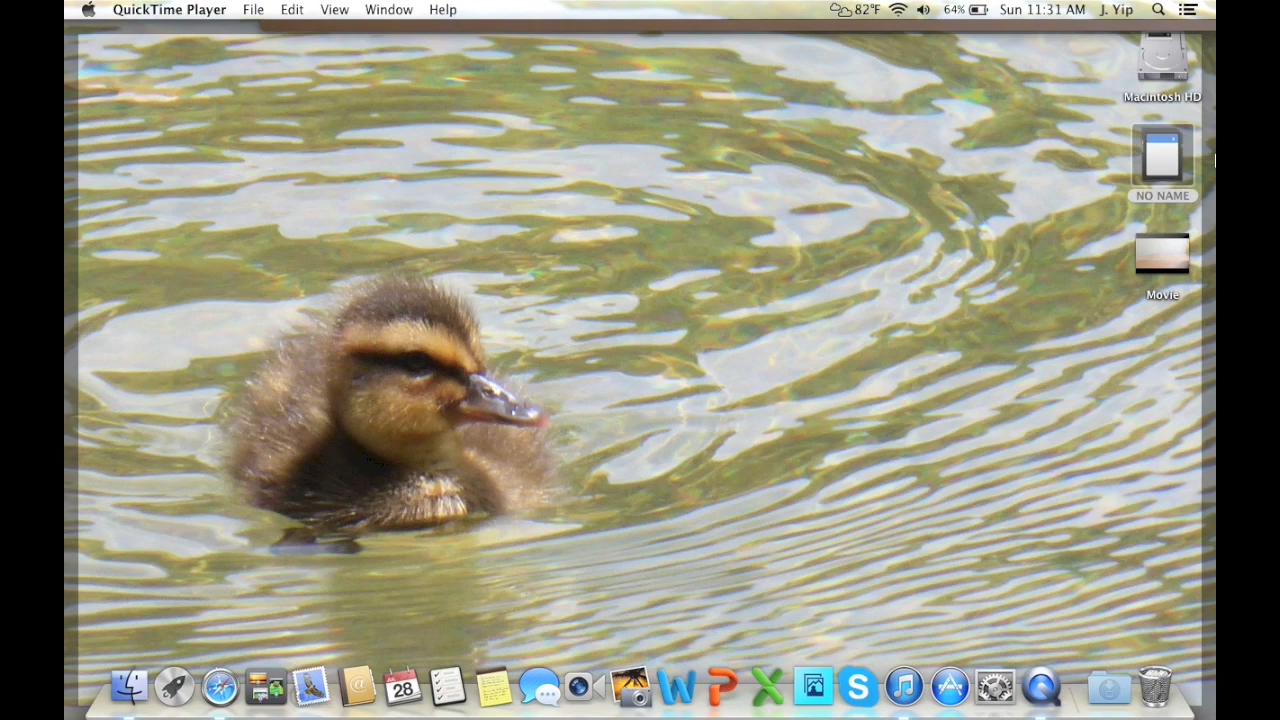 QuickTime Player File Edit View Window Help 82°F 64% Sun 11:31 AM J. Yip
Macintosh HD
NO NAME
Movie
28